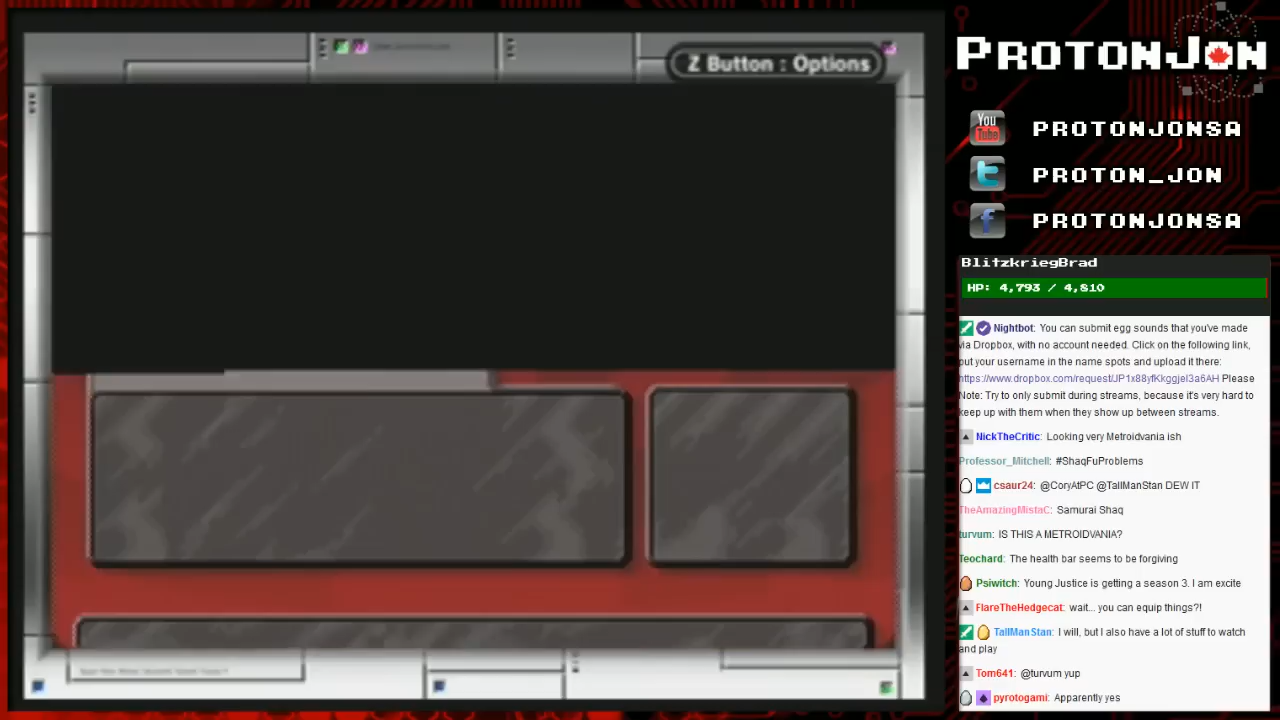 Z Button : Options
PROTONJON
You Tube PROTONJONSA
PROTON_JON
PROTONJONSA
BlitzkriegBrad
HP: 4,793 / 4,810
Nightbot: You can submit egg sounds that you've made
via Dropbox, with no account needed. Click on the following link,
put your username in the name spots and upload it there:
https://www.dropbox.com/request/JP1x88yfKkggjeI3a6AH Please
Note: Try to only submit during streams, because it's very hard to
keep up with them when they show up between streams.
NickTheCritic: Looking very Metroidvania ish
Professor_Mitchell: #ShaqFuProblems
csaur24: @CoryAtPC @TallManStan DEW IT
TheAmazingMistaC: Samurai Shaq
turvum: IS THIS A METROIDVANIA?
Teochard: The health bar seems to be forgiving
Psiwitch: Young Justice is getting a season 3. I am excite
FlareTheHedgecat: wait... you can equip things?!
TallManStan: I will, but I also have a lot of stuff to watch
and play
Tom641: @turvum yup
pyrotogami: Apparently yes